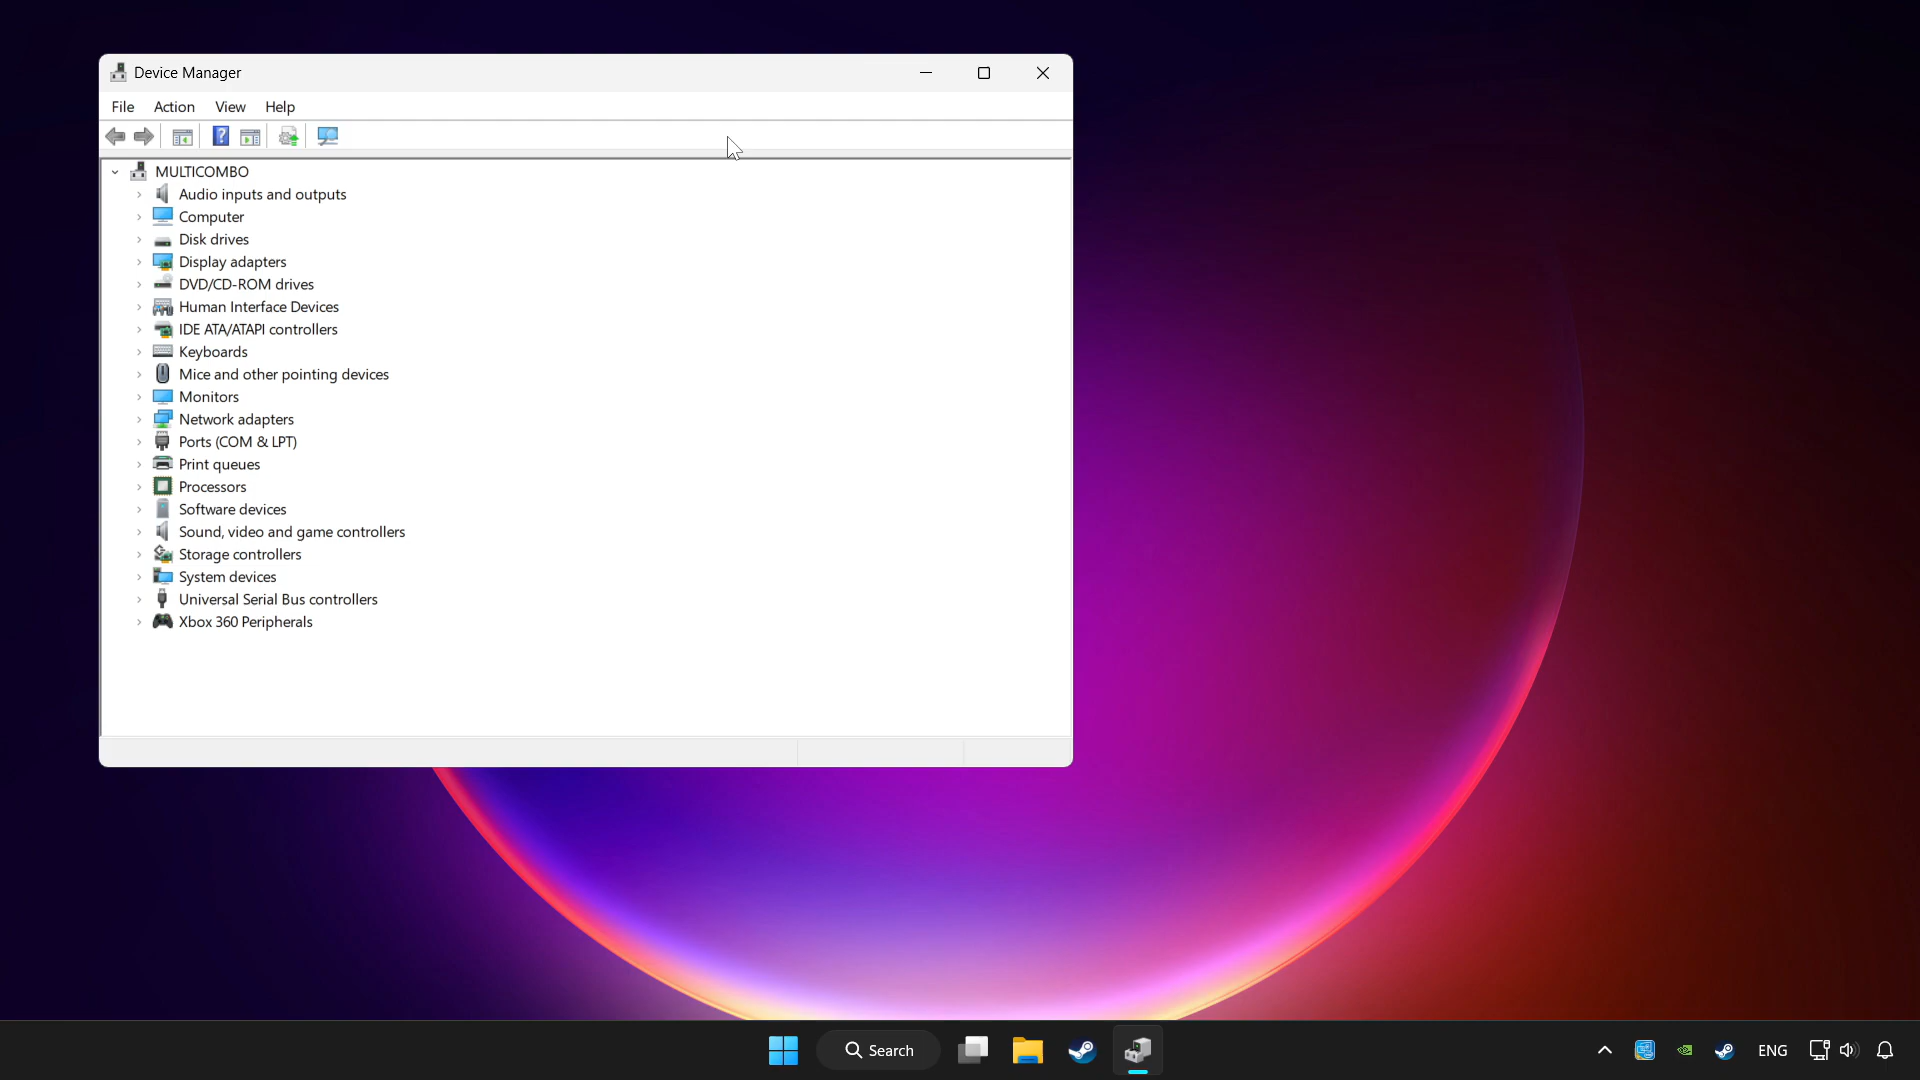 Device Manager
File Action View Help
?
MULTICOMBO
Audio inputs and outputs
Computer
Disk drives
Display adapters
DVD/CD-ROM drives
Human Interface Devices
IDE ATA/ATAPI controllers
Keyboards
Mice and other pointing devices
Monitors
Network adapters
Ports (COM & LPT)
Print queues
Processors
Software devices
Sound, video and game controllers
Storage controllers
System devices
Universal Serial Bus controllers
Xbox 360 Peripherals
Search
ENG